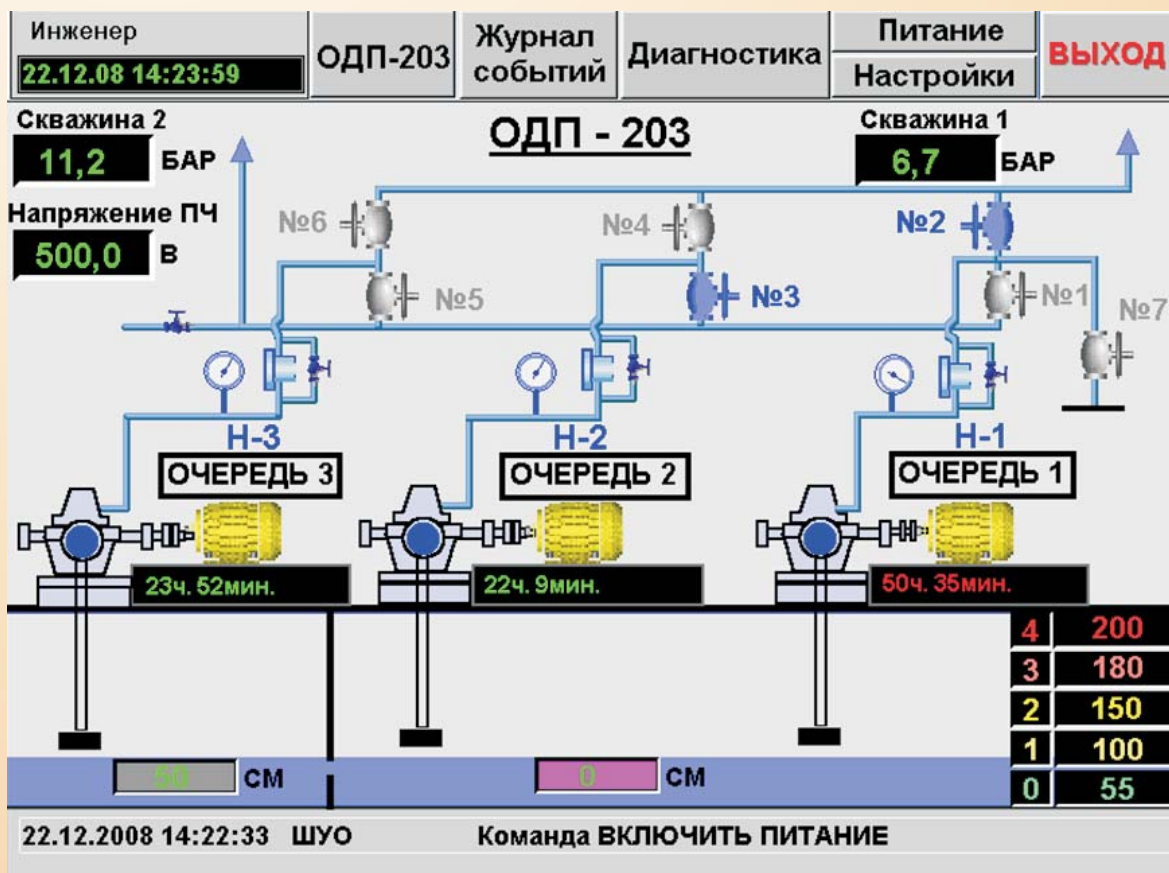 Инженер
22.12.08 14:23:59
ОДП-203
Журнал
событий
Диагностика
Питание
Настройки
ВЫХОД
Скважина 2
11,2 БАР
ОДП - 203
Скважина 1
6,7 БАР
Напряжение ПЧ
500,0 В
№6
№4
№2
№5
№3
№1
№7
Н-3
Н-2
Н-1
ОЧЕРЕДЬ 3
ОЧЕРЕДЬ 2
ОЧЕРЕДЬ 1
23ч. 52мин.
22ч. 9мин.
50ч. 35мин.
4 200
3 180
2 150
1 100
0 55
50 СМ
0 СМ
22.12.2008 14:22:33 ШУО Команда ВКЛЮЧИТЬ ПИТАНИЕ